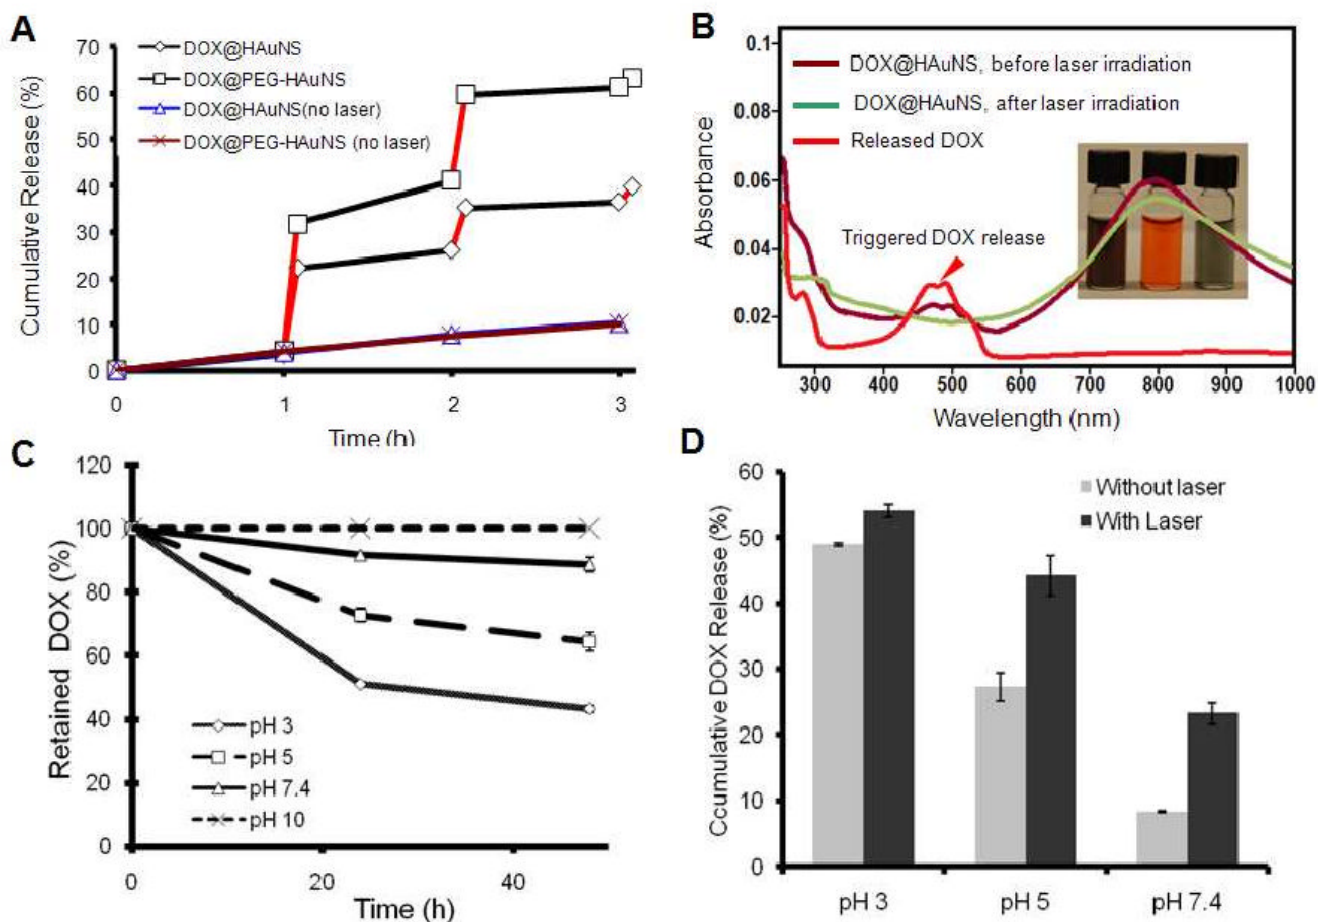 A
70
60
50
40
30
20
10
0
Cumulative Release (%)
DOX@HAuNS
DOX@PEG-HAuNS
DOX@HAuNS(no laser)
DOX@PEG-HAuNS (no laser)
0 1 2 3
Time (h)
B
0.1
0.08
0.06
0.04
0.02
Absorbance
DOX@HAuNS, before laser irradiation
DOX@HAuNS, after laser irradiation
Released DOX
Triggered DOX release
300 400 500 600 700 800 900 1000
Wavelength (nm)
C
120
100
80
60
40
20
0
Retained DOX (%)
pH 3
pH 5
pH 7.4
pH 10
0 20 40
Time (h)
D
60
50
40
30
20
10
0
Ccumulative DOX Release (%)
Without laser
With Laser
pH 3 pH 5 pH 7.4